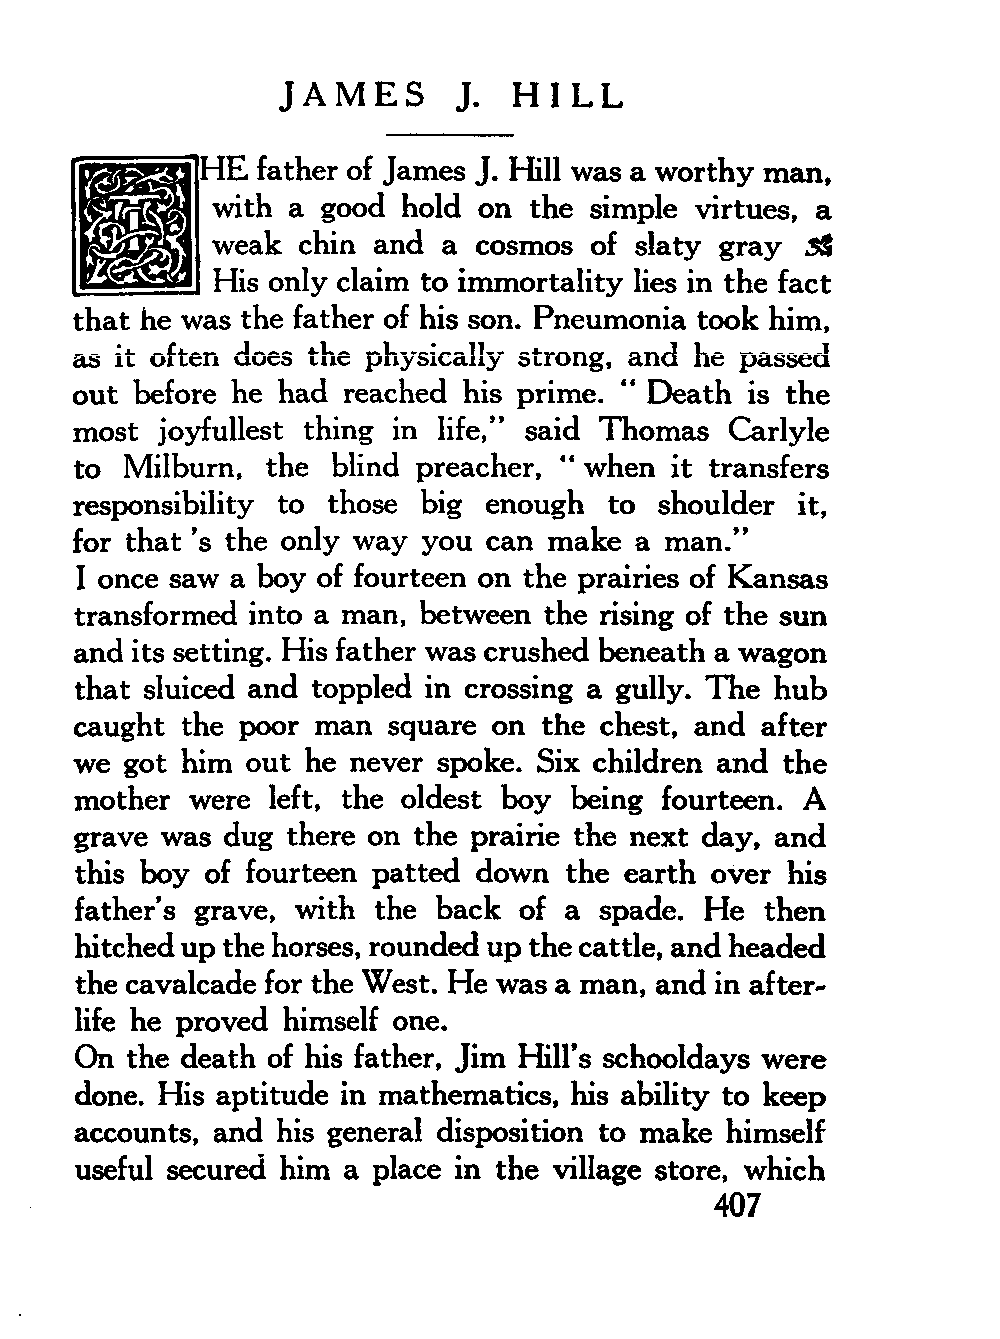 JAMES J. HILL
THE father of James J. Hill was a worthy man,
with a good hold on the simple virtues, a
weak chin and a cosmos of slaty gray
His only claim to immortality lies in the fact
that he was the father of his son. Pneumonia took him,
as it often does the physically strong, and he passed
out before he had reached his prime. “ Death is the
most joyfullest thing in life,” said Thomas Carlyle
to Milburn, the blind preacher, “ when it transfers
responsibility to those big enough to shoulder it,
for that 's the only way you can make a man.”
I once saw a boy of fourteen on the prairies of Kansas
transformed into a man, between the rising of the sun
and its setting. His father was crushed beneath a wagon
that sluiced and toppled in crossing a gully. The hub
caught the poor man square on the chest, and after
we got him out he never spoke. Six children and the
mother were left, the oldest boy being fourteen. A
grave was dug there on the prairie the next day, and
this boy of fourteen patted down the earth over his
father's grave, with the back of a spade. He then
hitched up the horses, rounded up the cattle, and headed
the cavalcade for the West. He was a man, and in after-
life he proved himself one.
On the death of his father, Jim Hill's schooldays were
done. His aptitude in mathematics, his ability to keep
accounts, and his general disposition to make himself
useful secured him a place in the village store, which
407